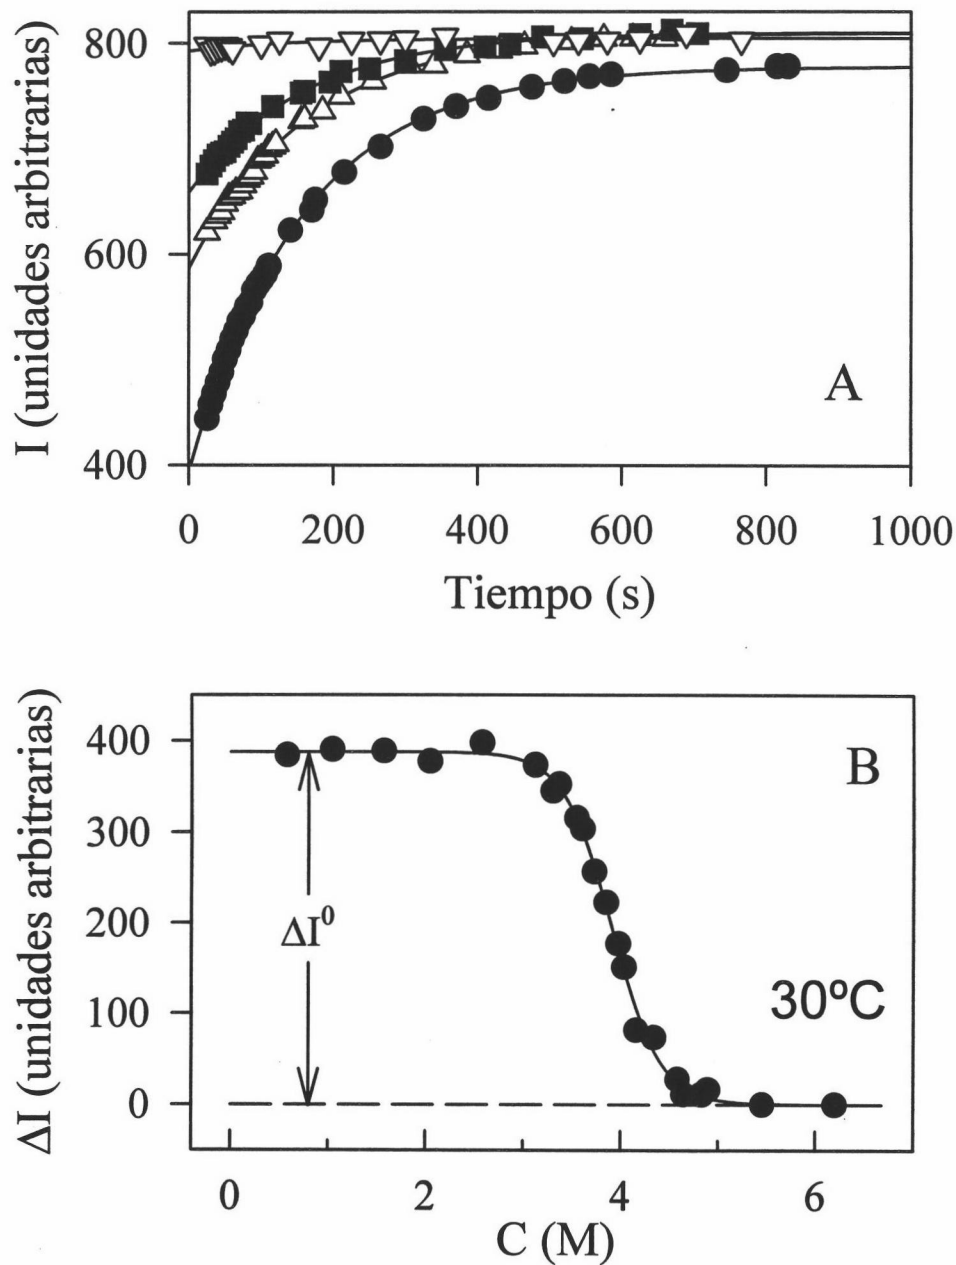 I (unidades arbitrarias)
800
600
400
A
0 200 400 600 800 1000
Tiempo (s)
ΔI (unidades arbitrarias)
400
300
200
100
0
B
ΔI⁰
30ºC
0 2 4 6
C (M)